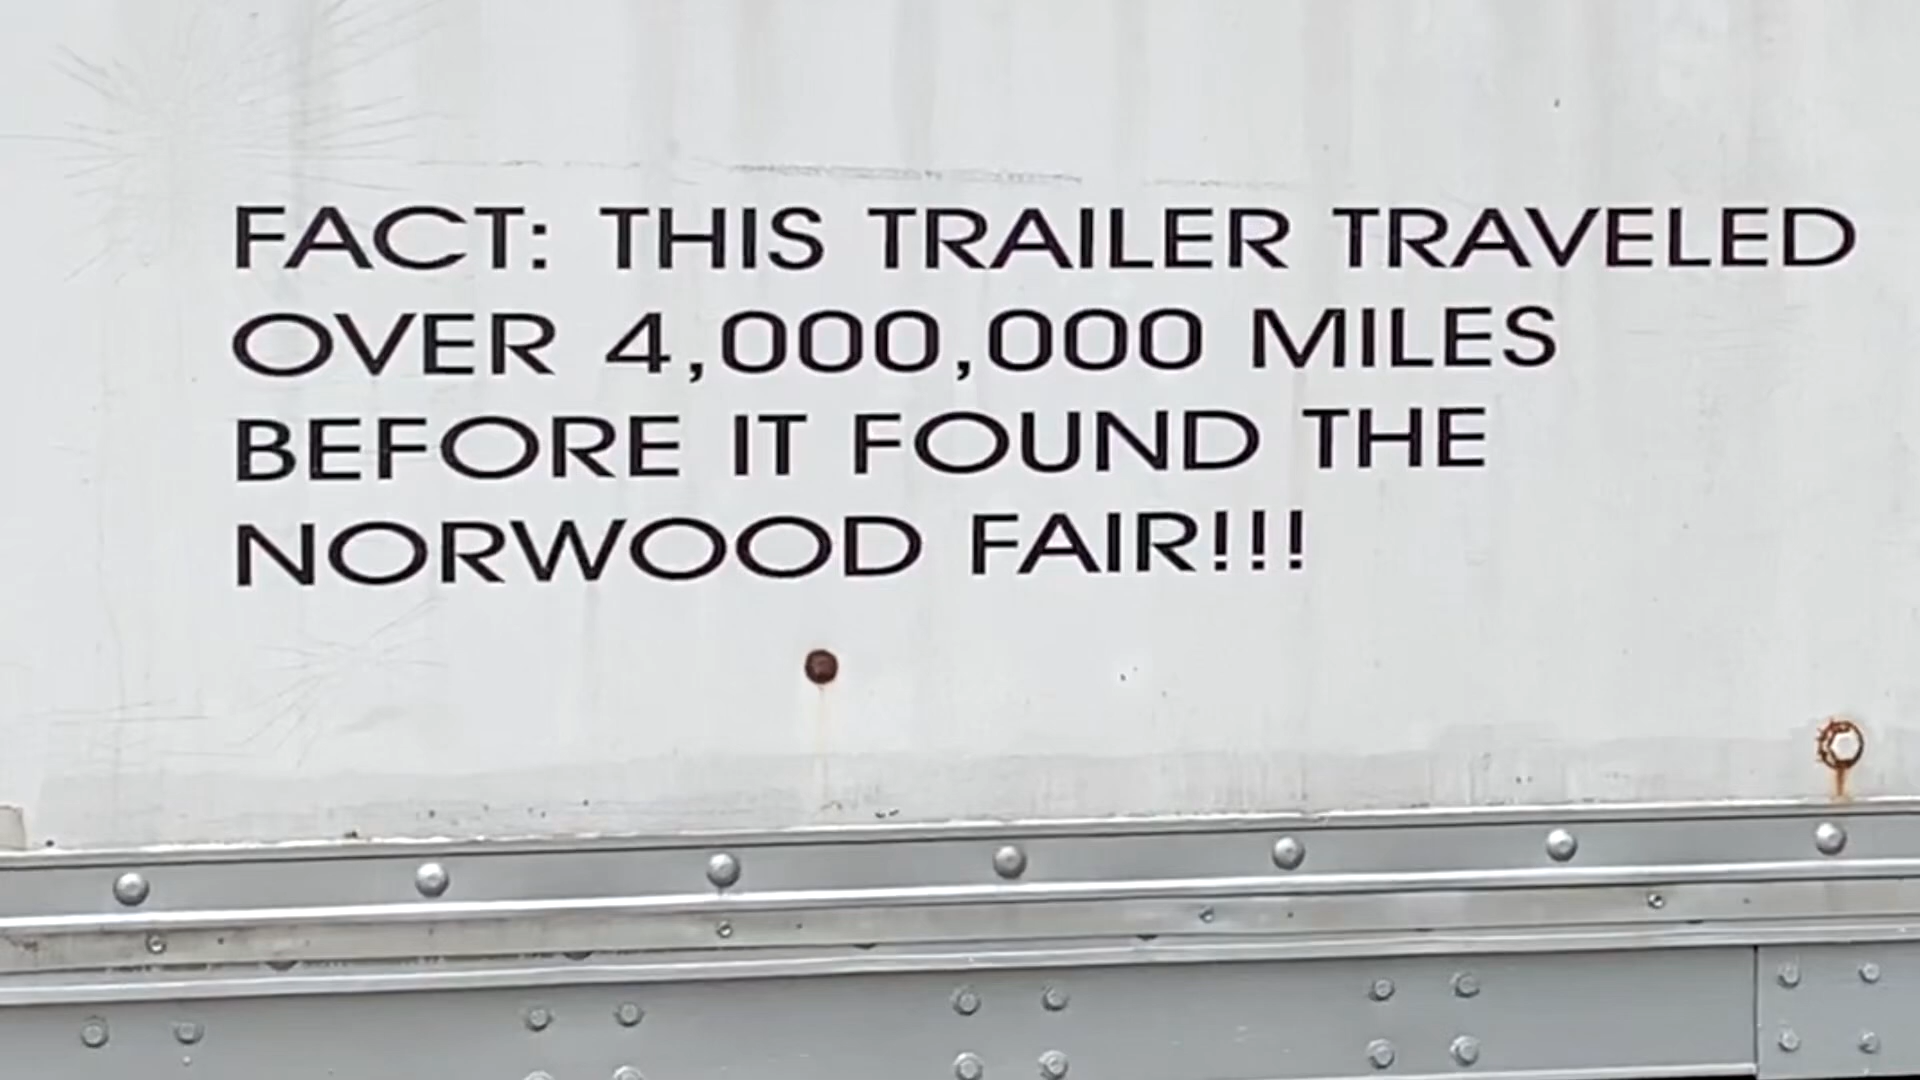 FACT: THIS TRAILER TRAVELED
OVER 4,000,000 MILES
BEFORE IT FOUND THE
NORWOOD FAIR!!!